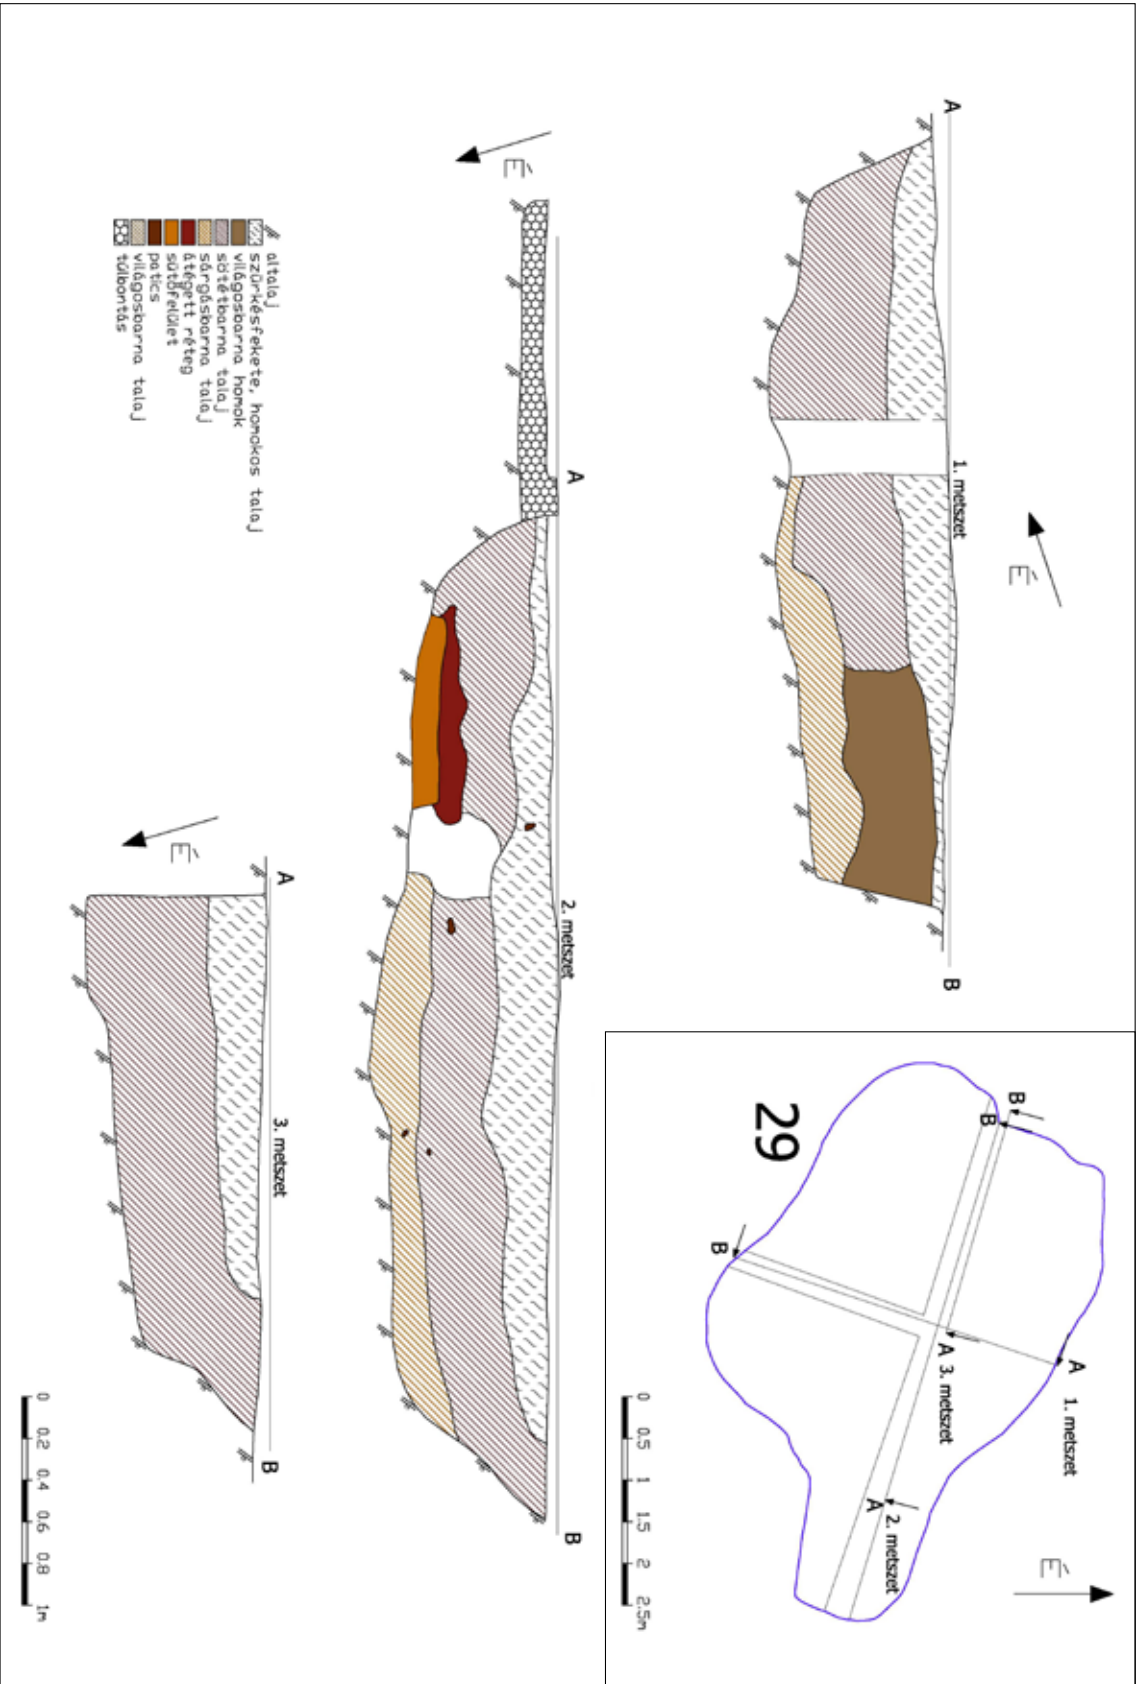 A
1. metszet
B
É
É
A
2. metszet
B
altalaj
szürkésfekete, homokos talaj
világosbarna homok
sötétbarna talaj
sárgásbarna talaj
átégett réteg
sütőfelület
patics
világosbarna talaj
túlbontás
É
A
3. metszet
B
0 0.2 0.4 0.6 0.8 1m
29
B
B
B
A
1. metszet
A
3. metszet
A
2. metszet
É
0 0.5 1 1.5 2 2.5m